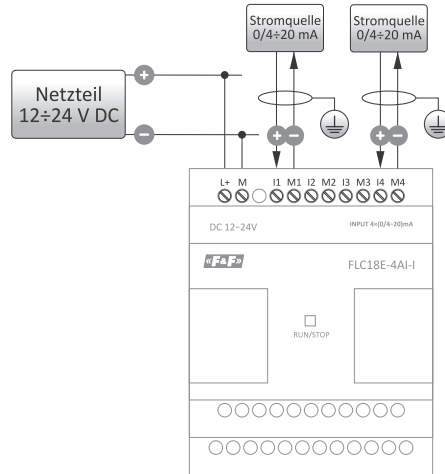 Stromquelle
0/4÷20 mA
Stromquelle
0/4÷20 mA
+
Netzteil
12÷24 V DC
−
+ −
+ −
L+ M I1 M1 I2 M2 I3 M3 I4 M4
DC 12~24V
INPUT 4×(0/4~20)mA
«F&F»
FLC18E-4AI-I
RUN/STOP